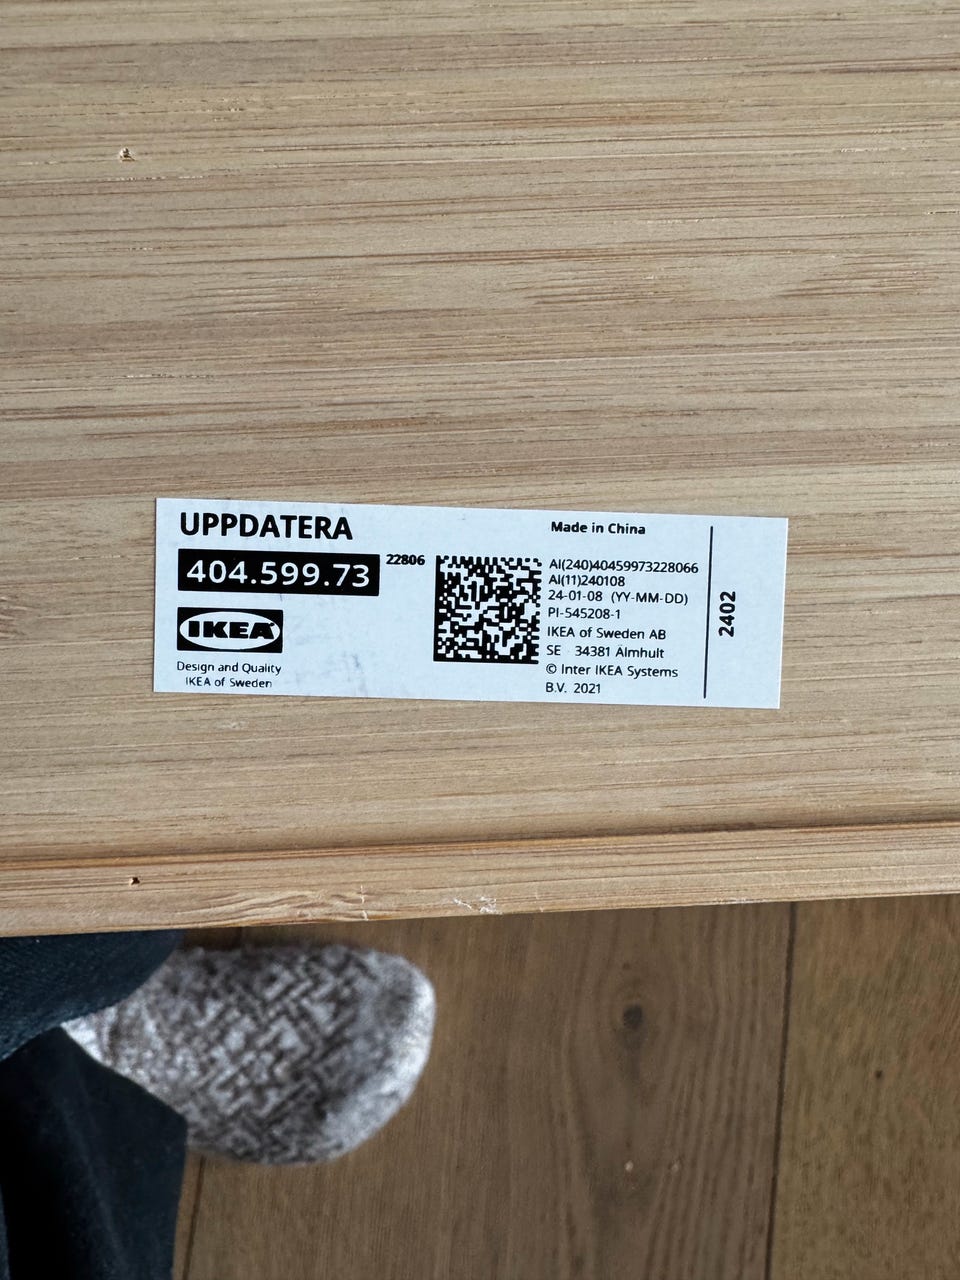 UPPDATERA
404.599.73
22806
IKEA
Design and Quality
IKEA of Sweden
Made in China
AI(240)40459973228066
AI(11)240108
24-01-08 (YY-MM-DD)
PI-545208-1
IKEA of Sweden AB
SE 34381 Älmhult
© Inter IKEA Systems
B.V. 2021
2402